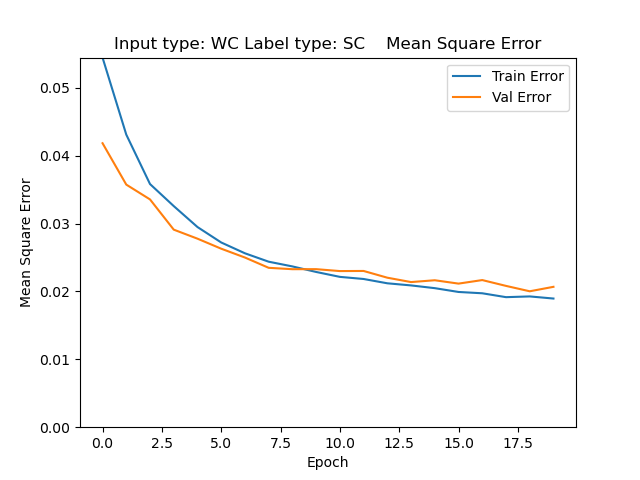 Input type: WC Label type: SC    Mean Square Error
Train Error
Val Error
Mean Square Error
0.05
0.04
0.03
0.02
0.01
0.00
0.0 2.5 5.0 7.5 10.0 12.5 15.0 17.5
Epoch